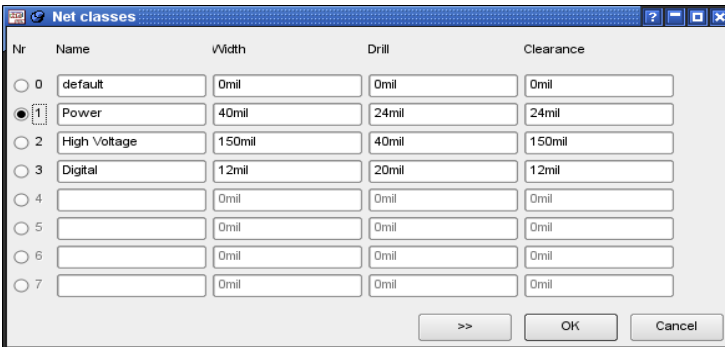 Net classes ?
Nr Name Width Drill Clearance
0 default 0mil 0mil 0mil
1 Power 40mil 24mil 24mil
2 High Voltage 150mil 40mil 150mil
3 Digital 12mil 20mil 12mil
4 0mil 0mil 0mil
5 0mil 0mil 0mil
6 0mil 0mil 0mil
7 0mil 0mil 0mil
>> OK Cancel